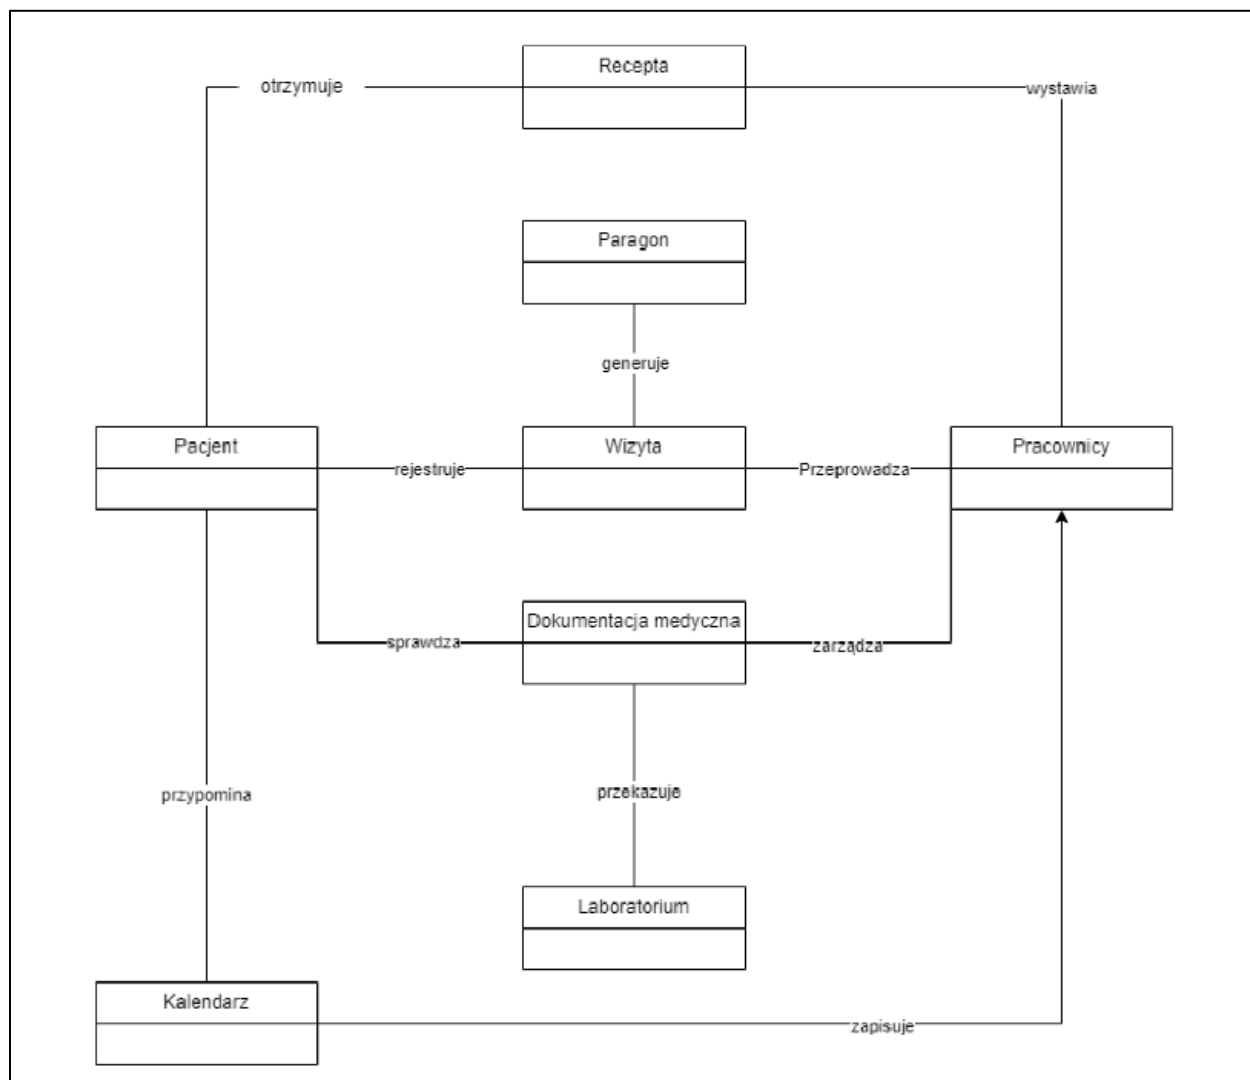 Recepta
otrzymuje
wystawia
Paragon
generuje
Pacjent
Wizyta
Pracownicy
rejestruje
Przeprowadza
Dokumentacja medyczna
sprawdza
zarządza
przypomina
przekazuje
Laboratorium
Kalendarz
zapisuje